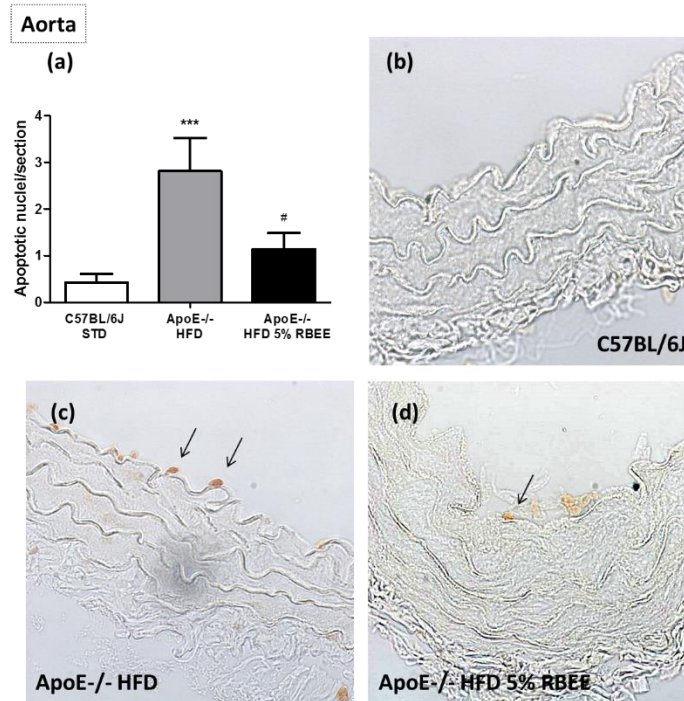 Aorta
(a)
Apoptotic nuclei/section
4
3
2
1
0
***
#
C57BL/6J
STD
ApoE-/-
HFD
ApoE-/-
HFD 5% RBEE
(b)
C57BL/6J
(c)
ApoE-/- HFD
(d)
ApoE-/- HFD 5% RBEE